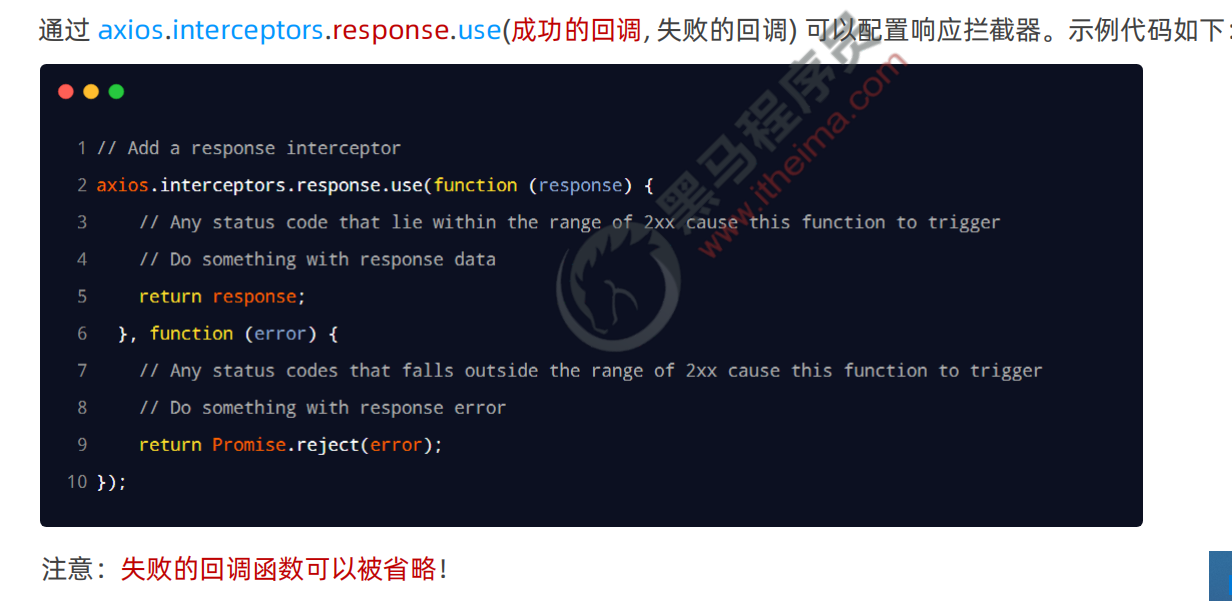 通过 axios.interceptors.response.use(成功的回调, 失败的回调) 可以配置响应拦截器。示例代码如下:
1 // Add a response interceptor
2 axios.interceptors.response.use(function (response) {
3 // Any status code that lie within the range of 2xx cause this function to trigger
4 // Do something with response data
5 return response;
6 }, function (error) {
7 // Any status codes that falls outside the range of 2xx cause this function to trigger
8 // Do something with response error
9 return Promise.reject(error);
10 });
黑马程序员
www.itheima.com
注意：失败的回调函数可以被省略！